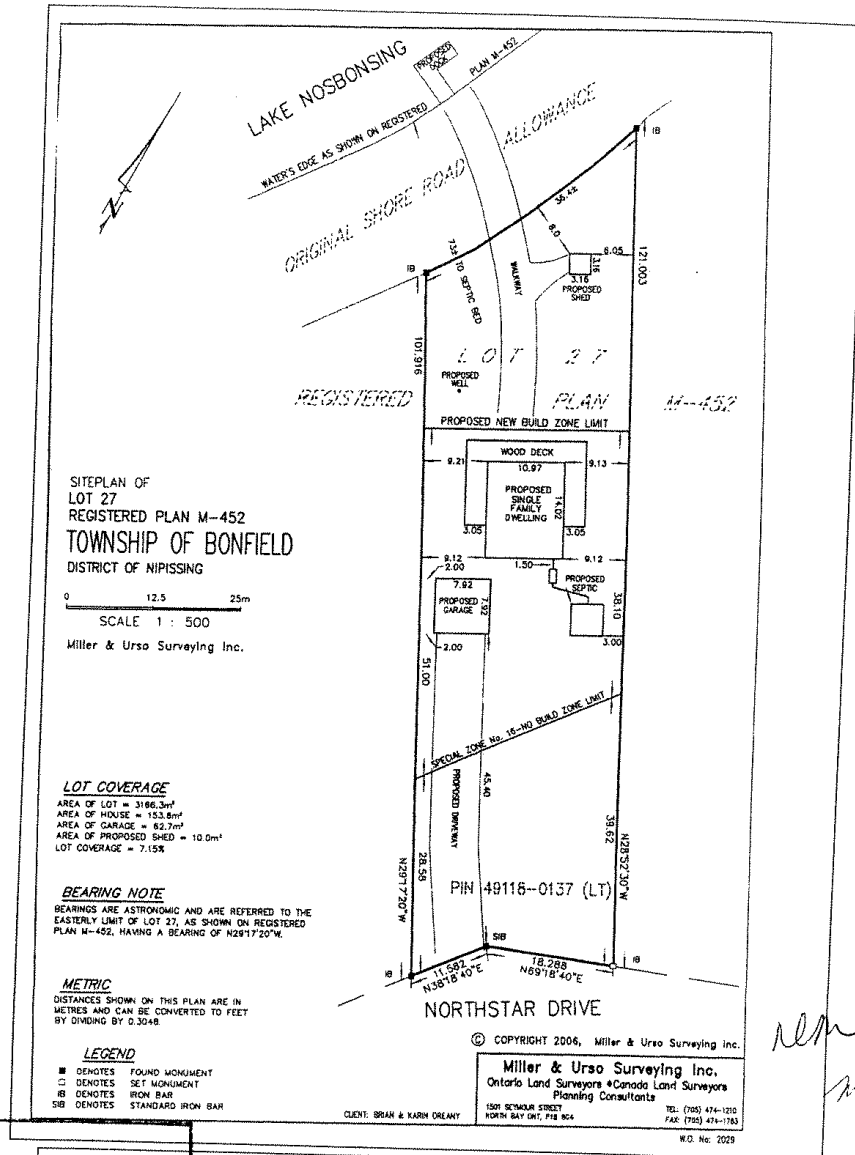 LAKE NOSBONSING
PROPOSED
DOCK
PLAN M-452
WATER'S EDGE AS SHOWN ON REGISTERED
ORIGINAL SHORE ROAD ALLOWANCE
IB
36.4±
IB
73± TO SEPTIC BED
WALKWAY
8.0
6.05
3.16
3.16
PROPOSED
SHED
121.003
101.916
N
LOT 27
PROPOSED
WELL
REGISTERED PLAN M-452
PROPOSED NEW BUILD ZONE LIMIT
WOOD DECK
9.21
10.97
9.13
PROPOSED
SINGLE
FAMILY
DWELLING
14.02
3.05
3.05
SITEPLAN OF
LOT 27
REGISTERED PLAN M-452
TOWNSHIP OF BONFIELD
DISTRICT OF NIPISSING
0 12.5 25m
SCALE 1 : 500
Miller & Urso Surveying Inc.
9.12
1.50
9.12
2.00
7.92
PROPOSED
GARAGE
7.92
PROPOSED
SEPTIC
38.10
3.00
2.00
51.00
SPECIAL ZONE No. 16-NO BUILD ZONE LIMIT
PROPOSED DRIVEWAY
45.40
39.62
28.58
N29°17'20"W
N28°52'30"W
PIN 49118-0137 (LT)
LOT COVERAGE
AREA OF LOT = 3166.3m²
AREA OF HOUSE = 153.8m²
AREA OF GARAGE = 62.7m²
AREA OF PROPOSED SHED = 10.0m²
LOT COVERAGE = 7.15%
BEARING NOTE
BEARINGS ARE ASTRONOMIC AND ARE REFERRED TO THE
EASTERLY LIMIT OF LOT 27, AS SHOWN ON REGISTERED
PLAN M-452, HAVING A BEARING OF N29°17'20"W.
METRIC
DISTANCES SHOWN ON THIS PLAN ARE IN
METRES AND CAN BE CONVERTED TO FEET
BY DIVIDING BY 0.3048.
LEGEND
DENOTES FOUND MONUMENT
DENOTES SET MONUMENT
IB DENOTES IRON BAR
SIB DENOTES STANDARD IRON BAR
SIB
IB
11.582
N38°18'40"E
18.288
N69°18'40"E
IB
NORTHSTAR DRIVE
© COPYRIGHT 2006, Miller & Urso Surveying Inc.
Miller & Urso Surveying Inc.
Ontario Land Surveyors ♦Canada Land Surveyors
Planning Consultants
1501 SEYMOUR STREET
NORTH BAY ONT, P1B 8G4
TEL: (705) 474-1210
FAX: (705) 474-1783
CLIENT: BRIAN & KARIN DREANY
W.O. No: 2029